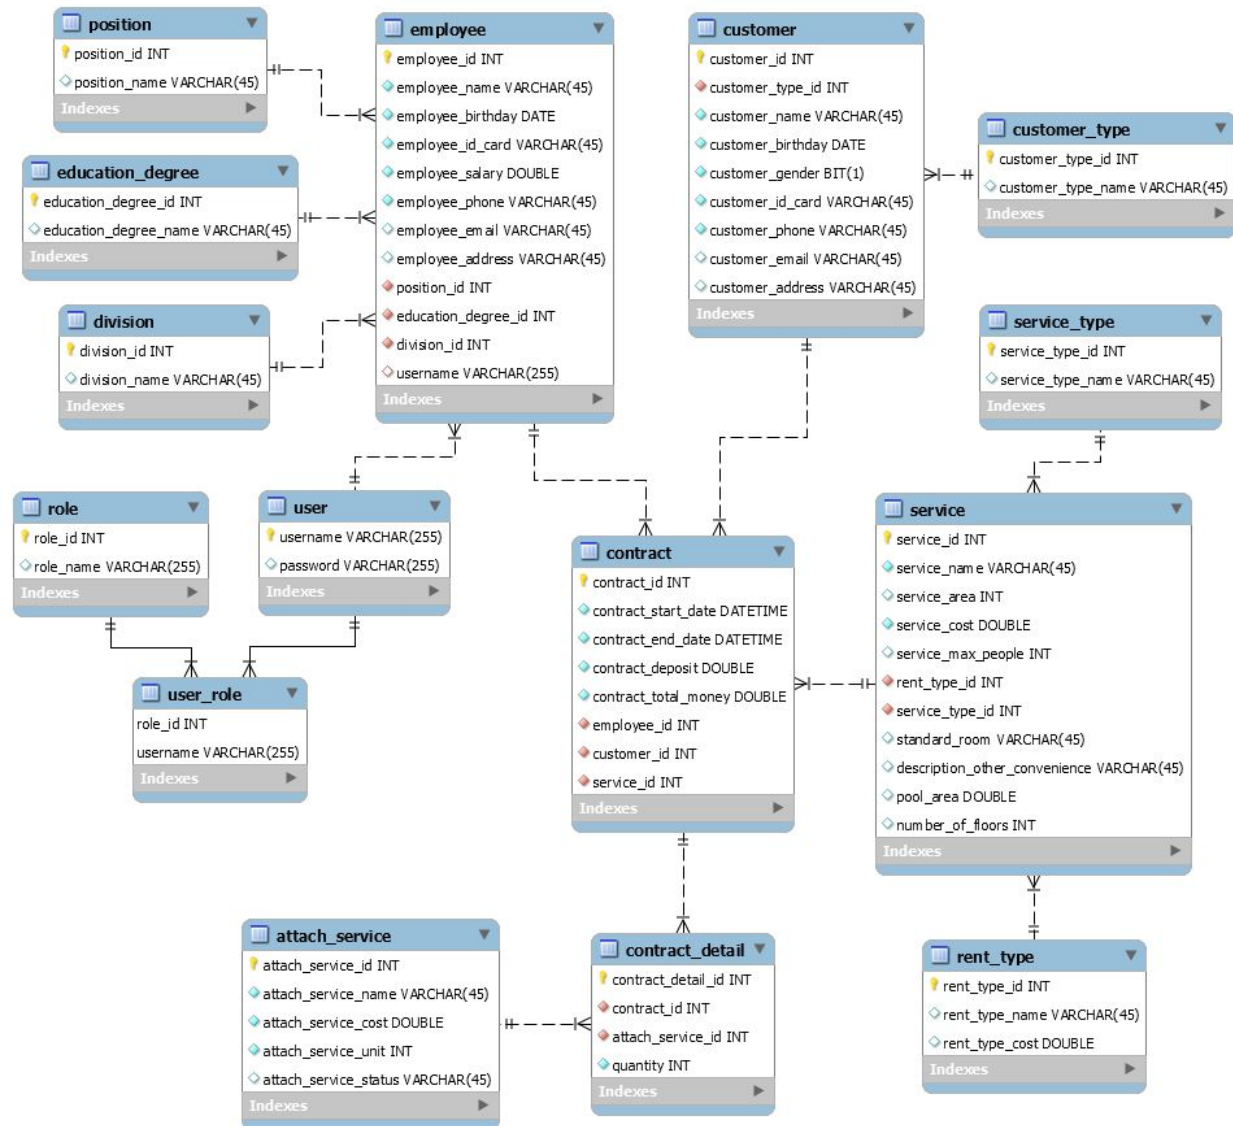 position
position_id INT
position_name VARCHAR(45)
Indexes
education_degree
education_degree_id INT
education_degree_name VARCHAR(45)
Indexes
division
division_id INT
division_name VARCHAR(45)
Indexes
employee
employee_id INT
employee_name VARCHAR(45)
employee_birthday DATE
employee_id_card VARCHAR(45)
employee_salary DOUBLE
employee_phone VARCHAR(45)
employee_email VARCHAR(45)
employee_address VARCHAR(45)
position_id INT
education_degree_id INT
division_id INT
username VARCHAR(255)
Indexes
customer
customer_id INT
customer_type_id INT
customer_name VARCHAR(45)
customer_birthday DATE
customer_gender BIT(1)
customer_id_card VARCHAR(45)
customer_phone VARCHAR(45)
customer_email VARCHAR(45)
customer_address VARCHAR(45)
Indexes
customer_type
customer_type_id INT
customer_type_name VARCHAR(45)
Indexes
service_type
service_type_id INT
service_type_name VARCHAR(45)
Indexes
role
role_id INT
role_name VARCHAR(255)
Indexes
user
username VARCHAR(255)
password VARCHAR(255)
Indexes
user_role
role_id INT
username VARCHAR(255)
Indexes
contract
contract_id INT
contract_start_date DATETIME
contract_end_date DATETIME
contract_deposit DOUBLE
contract_total_money DOUBLE
employee_id INT
customer_id INT
service_id INT
Indexes
service
service_id INT
service_name VARCHAR(45)
service_area INT
service_cost DOUBLE
service_max_people INT
rent_type_id INT
service_type_id INT
standard_room VARCHAR(45)
description_other_convenience VARCHAR(45)
pool_area DOUBLE
number_of_floors INT
Indexes
attach_service
attach_service_id INT
attach_service_name VARCHAR(45)
attach_service_cost DOUBLE
attach_service_unit INT
attach_service_status VARCHAR(45)
Indexes
contract_detail
contract_detail_id INT
contract_id INT
attach_service_id INT
quantity INT
Indexes
rent_type
rent_type_id INT
rent_type_name VARCHAR(45)
rent_type_cost DOUBLE
Indexes